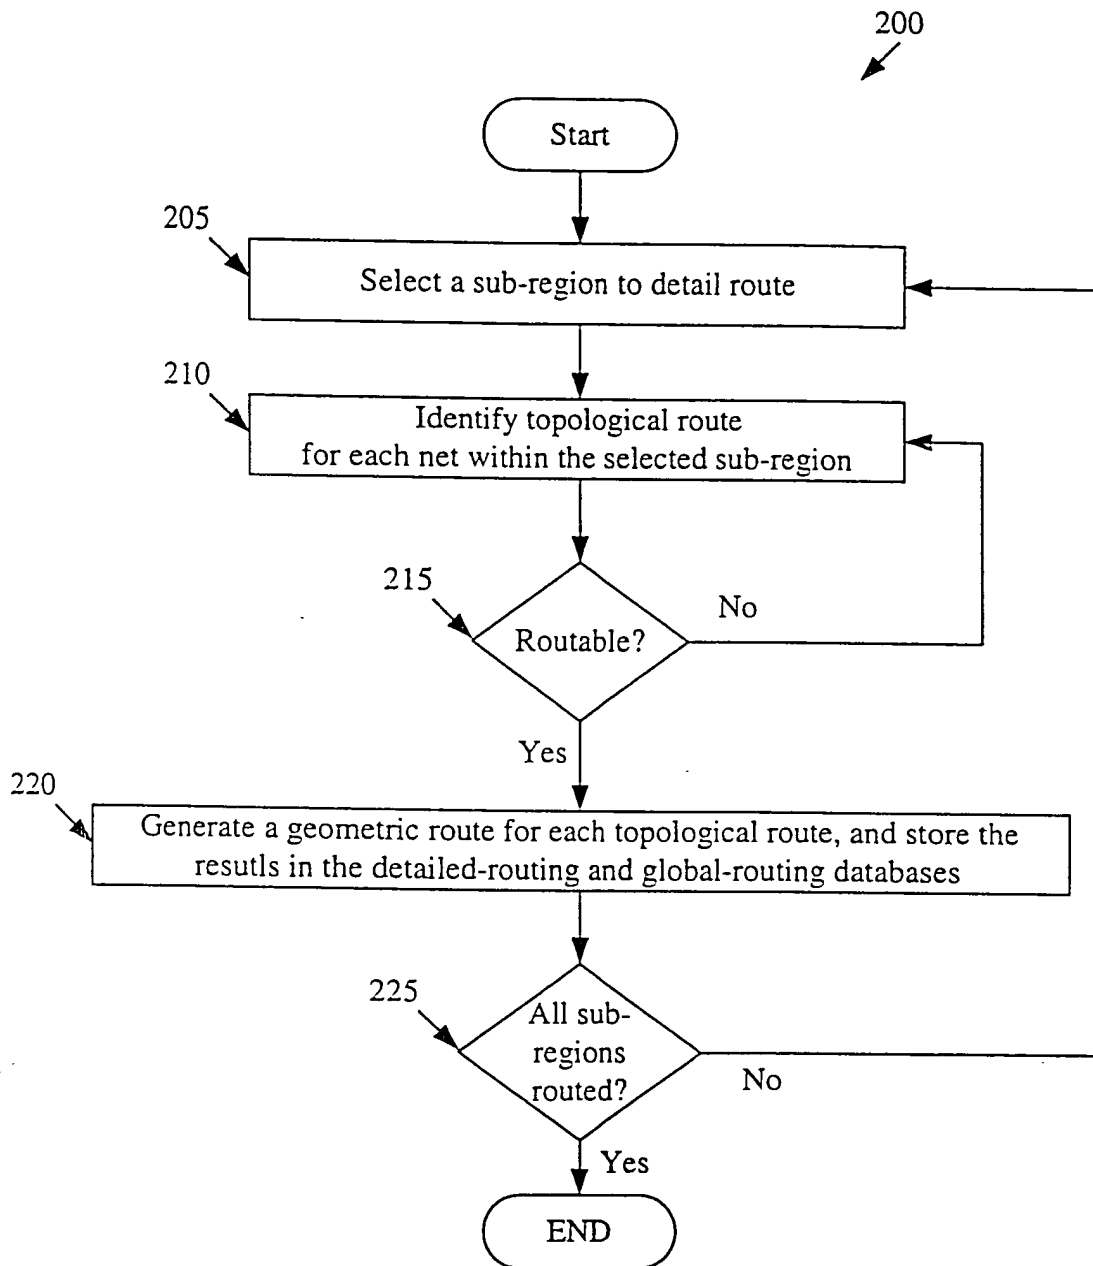 200
Start
205
Select a sub-region to detail route
210
Identify topological route
for each net within the selected sub-region
215
Routable?
No
Yes
220
Generate a geometric route for each topological route, and store the
resutls in the detailed-routing and global-routing databases
225
All sub-
regions
routed?
No
Yes
END